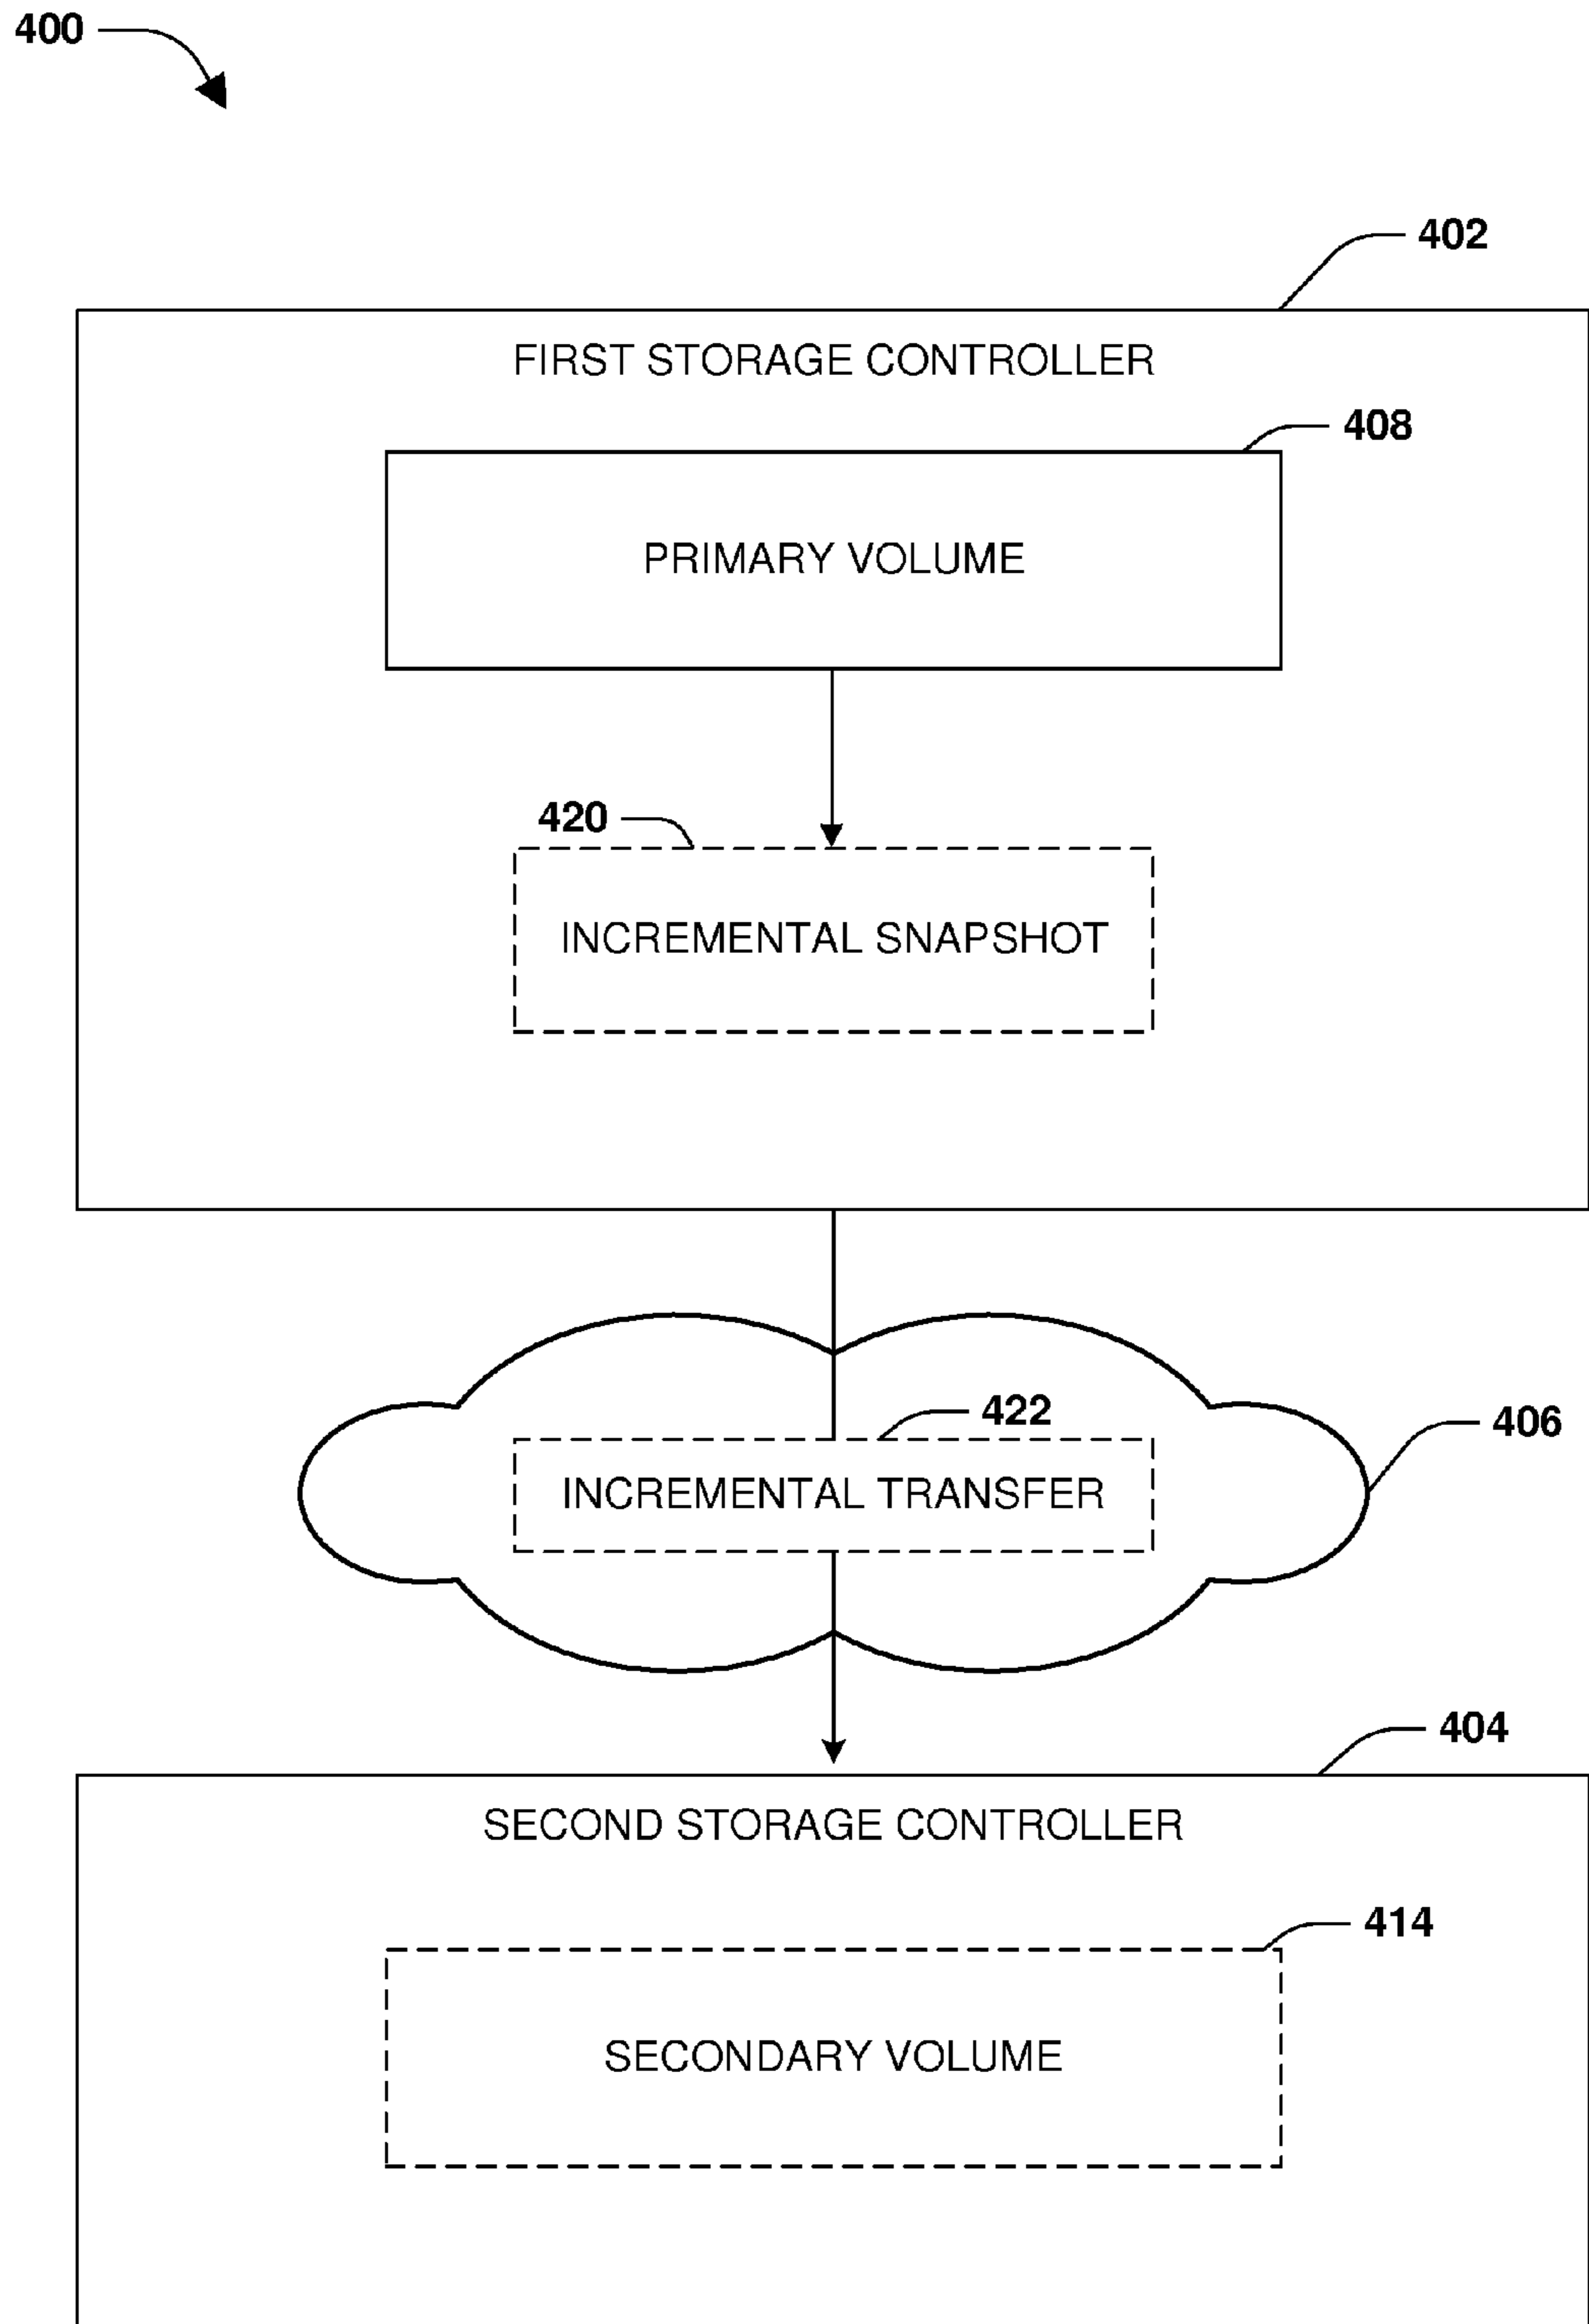 400
402
FIRST STORAGE CONTROLLER
408
PRIMARY VOLUME
420
INCREMENTAL SNAPSHOT
422
406
INCREMENTAL TRANSFER
404
SECOND STORAGE CONTROLLER
414
SECONDARY VOLUME